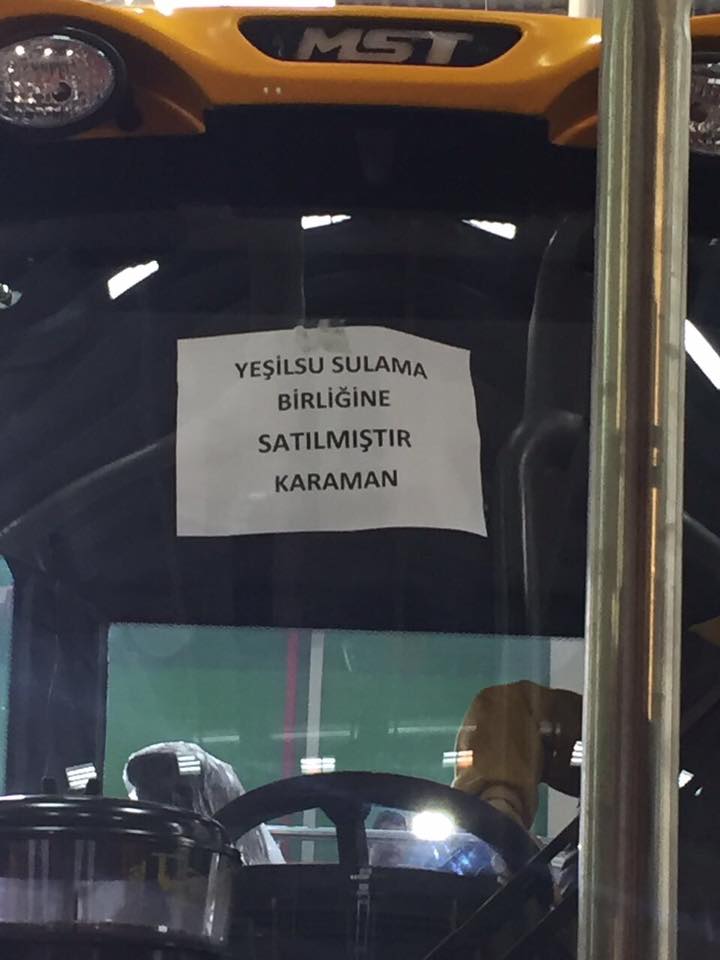 MST
YEŞİLSU SULAMA
BİRLİĞİNE
SATILMIŞTIR
KARAMAN